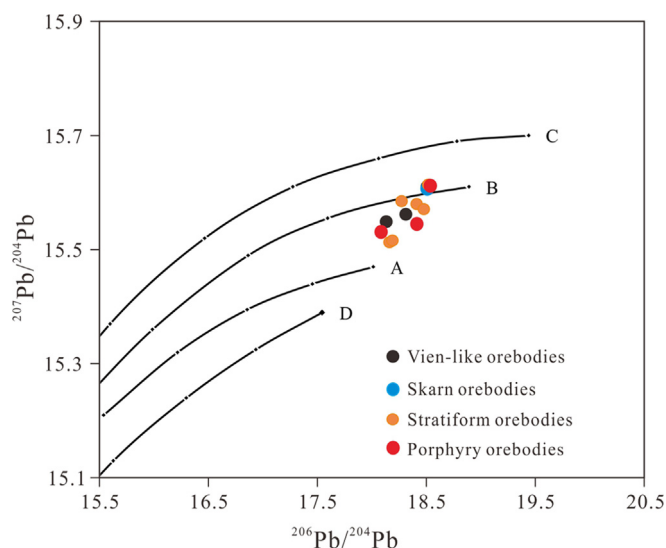 15.9
15.7
15.5
15.3
15.1
²⁰⁷Pb/²⁰⁴Pb
C
B
A
D
Vien-like orebodies
Skarn orebodies
Stratiform orebodies
Porphyry orebodies
15.5 16.5 17.5 18.5 19.5 20.5
²⁰⁶Pb/²⁰⁴Pb